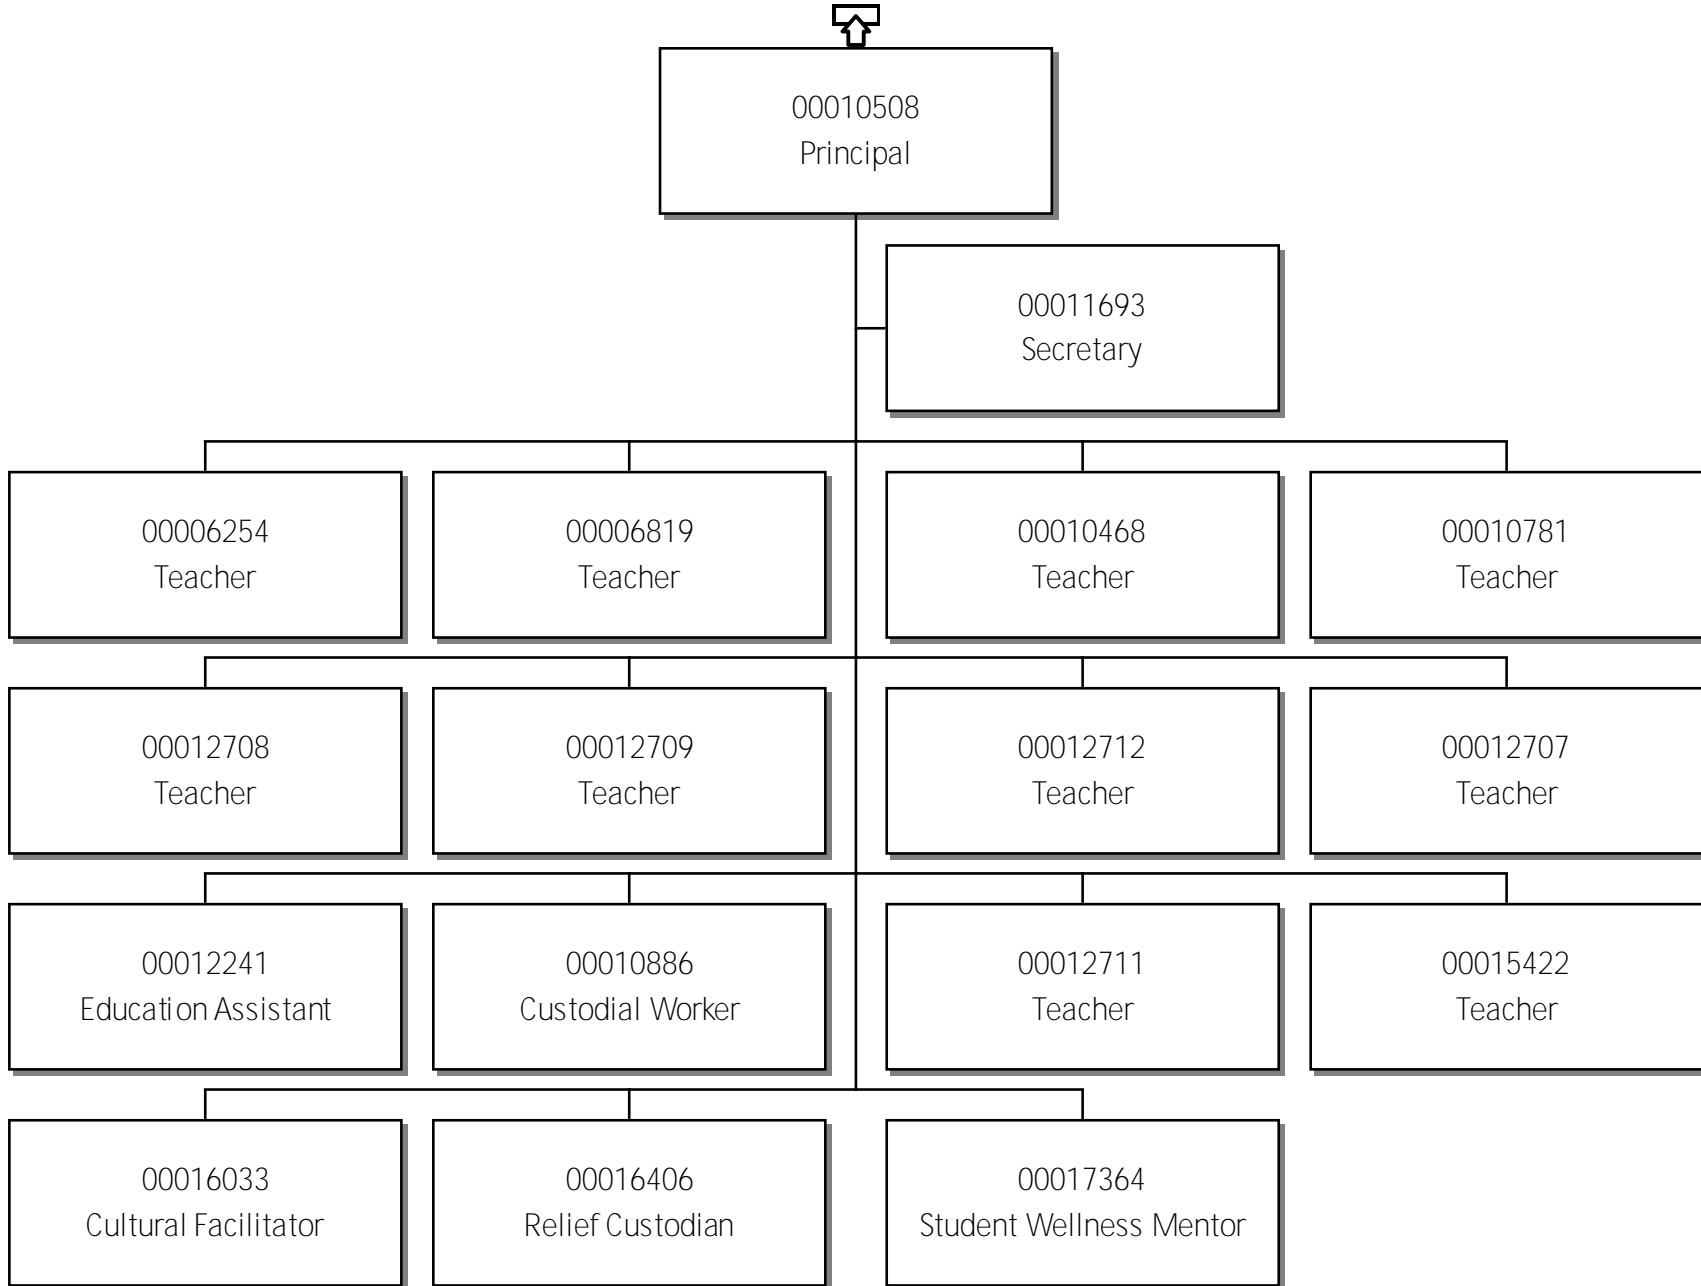 00010508
Principal
00011693
Secretary
00006254
Teacher
00006819
Teacher
00010468
Teacher
00010781
Teacher
00012708
Teacher
00012709
Teacher
00012712
Teacher
00012707
Teacher
00012241
Education Assistant
00010886
Custodial Worker
00012711
Teacher
00015422
Teacher
00016033
Cultural Facilitator
00016406
Relief Custodian
00017364
Student Wellness Mentor